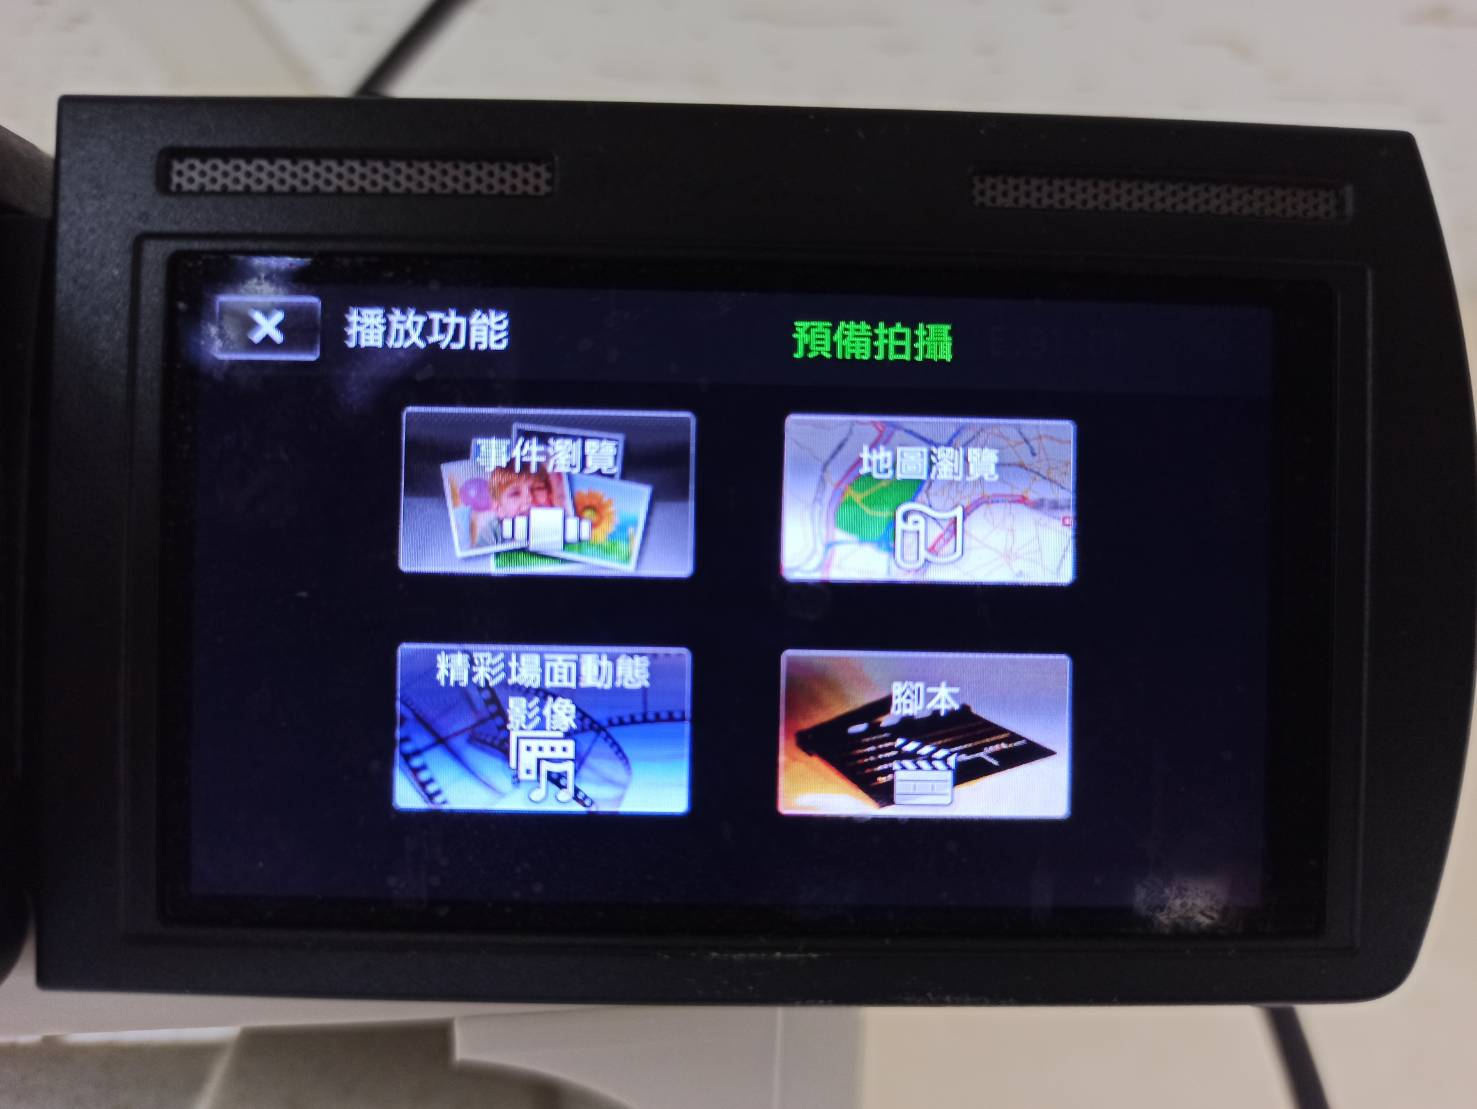 播放功能
預備拍攝
事件瀏覽
地圖瀏覽
精彩場面動態
影像
腳本